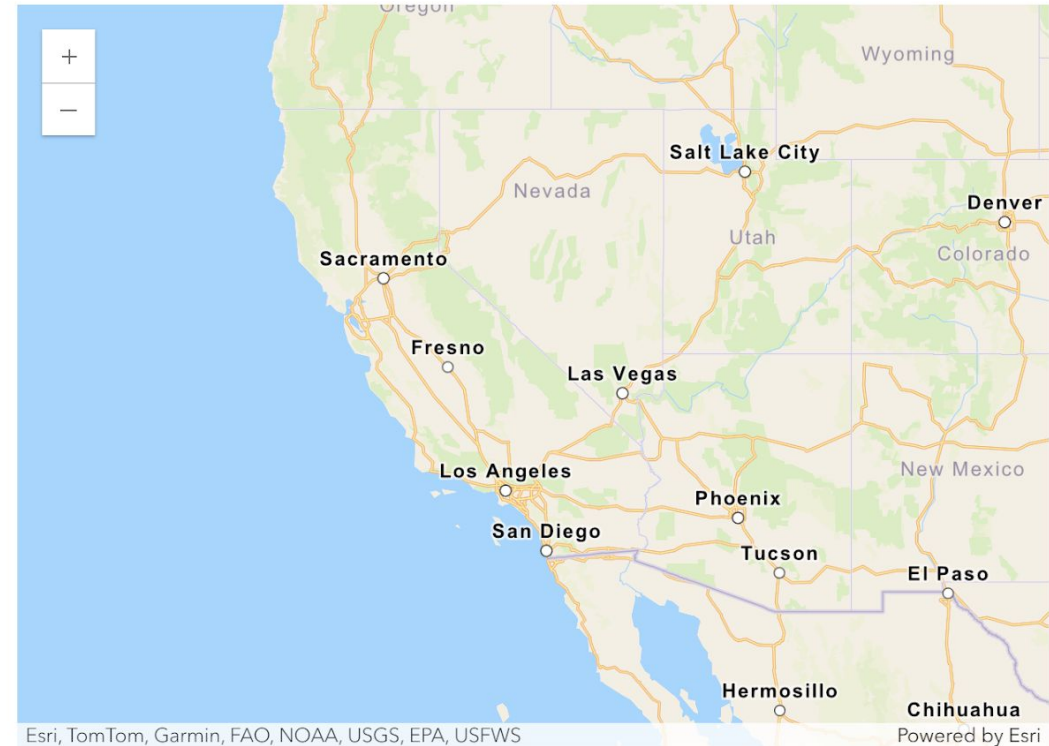 Oregon
+
Wyoming
−
Salt Lake City
Nevada
Denver
Utah
Colorado
Sacramento
Fresno
Las Vegas
Los Angeles
New Mexico
Phoenix
San Diego
Tucson
El Paso
Hermosillo
Chihuahua
Esri, TomTom, Garmin, FAO, NOAA, USGS, EPA, USFWS
Powered by Esri